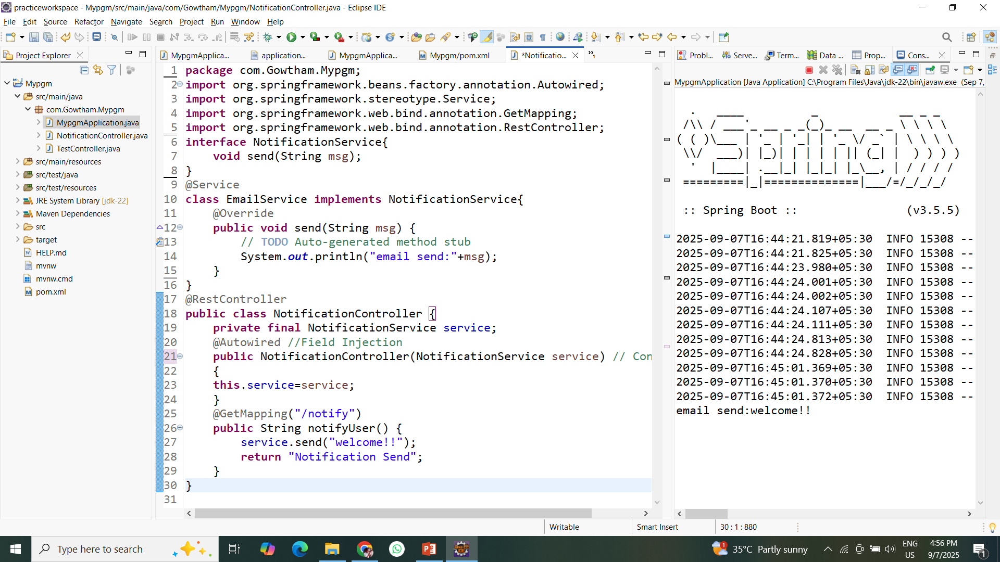 practiceworkspace - Mypgm/src/main/java/com/Gowtham/Mypgm/NotificationController.java - Eclipse IDE
File Edit Source Refactor Navigate Search Project Run Window Help
Project Explorer
Mypgm
src/main/java
com.Gowtham.Mypgm
MypgmApplication.java
NotificationController.java
TestController.java
src/main/resources
src/test/java
src/test/resources
JRE System Library [jdk-22]
Maven Dependencies
src
target
HELP.md
mvnw
mvnw.cmd
pom.xml
MypgmApplica... application... MypgmApplica... Mypgm/pom.xml *Notificatio... »1
1 package com.Gowtham.Mypgm;
2 import org.springframework.beans.factory.annotation.Autowired;
3 import org.springframework.stereotype.Service;
4 import org.springframework.web.bind.annotation.GetMapping;
5 import org.springframework.web.bind.annotation.RestController;
6 interface NotificationService{
7 void send(String msg);
8 }
9 @Service
10 class EmailService implements NotificationService{
11 @Override
12 public void send(String msg) {
13 // TODO Auto-generated method stub
14 System.out.println("email send:"+msg);
15 }
16 }
17 @RestController
18 public class NotificationController {
19 private final NotificationService service;
20 @Autowired //Field Injection
21 public NotificationController(NotificationService service) // Con
22 {
23 this.service=service;
24 }
25 @GetMapping("/notify")
26 public String notifyUser() {
27 service.send("welcome!!");
28 return "Notification Send";
29 }
30 }
31
Probl... Serve... Term... Data ... Prop... Cons...
MypgmApplication [Java Application] C:\Program Files\Java\jdk-22\bin\javaw.exe (Sep 7,
  .   ____          _            __ _ _
 /\\ / ___'_ __ _ _(_)_ __  __ _ \ \ \ \
( ( )\___ | '_ | '_| | '_ \/ _` | \ \ \ \
 \\/  ___)| |_)| | | | | || (_| |  ) ) ) )
  '  |____| .__|_| |_|_| |_\__, | / / / /
 =========|_|==============|___/=/_/_/_/
:: Spring Boot :: (v3.5.5)
2025-09-07T16:44:21.819+05:30 INFO 15308 --
2025-09-07T16:44:21.825+05:30 INFO 15308 --
2025-09-07T16:44:23.980+05:30 INFO 15308 --
2025-09-07T16:44:24.001+05:30 INFO 15308 --
2025-09-07T16:44:24.002+05:30 INFO 15308 --
2025-09-07T16:44:24.107+05:30 INFO 15308 --
2025-09-07T16:44:24.111+05:30 INFO 15308 --
2025-09-07T16:44:24.813+05:30 INFO 15308 --
2025-09-07T16:44:24.828+05:30 INFO 15308 --
2025-09-07T16:45:01.369+05:30 INFO 15308 --
2025-09-07T16:45:01.370+05:30 INFO 15308 --
2025-09-07T16:45:01.372+05:30 INFO 15308 --
email send:welcome!!
Writable Smart Insert 30 : 1 : 880
Type here to search
35°C Partly sunny
ENG
US
4:56 PM
9/7/2025
1